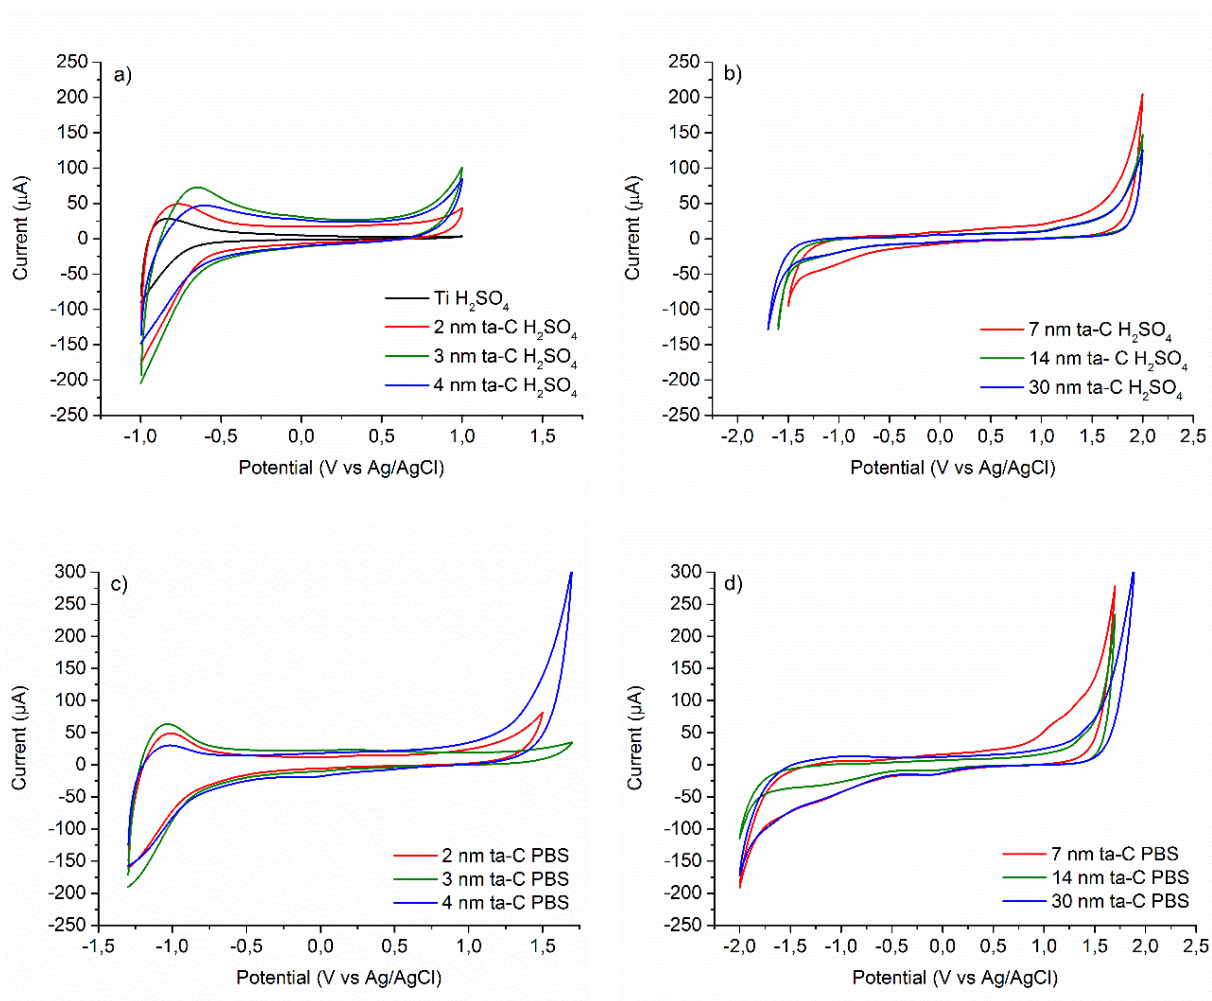 a)
250
200
150
100
50
0
-50
-100
-150
-200
-250
Current (μA)
-1,0 -0,5 0,0 0,5 1,0 1,5
Potential (V vs Ag/AgCl)
Ti H₂SO₄
2 nm ta-C H₂SO₄
3 nm ta-C H₂SO₄
4 nm ta-C H₂SO₄
b)
250
200
150
100
50
0
-50
-100
-150
-200
-250
Current (μA)
-2,0 -1,5 -1,0 -0,5 0,0 0,5 1,0 1,5 2,0 2,5
Potential (V vs Ag/AgCl)
7 nm ta-C H₂SO₄
14 nm ta- C H₂SO₄
30 nm ta-C H₂SO₄
c)
300
250
200
150
100
50
0
-50
-100
-150
-200
-250
Current (μA)
-1,5 -1,0 -0,5 0,0 0,5 1,0 1,5
Potential (V vs Ag/AgCl)
2 nm ta-C PBS
3 nm ta-C PBS
4 nm ta-C PBS
d)
300
250
200
150
100
50
0
-50
-100
-150
-200
-250
Current (μA)
-2,0 -1,5 -1,0 -0,5 0,0 0,5 1,0 1,5 2,0 2,5
Potential (V vs Ag/AgCl)
7 nm ta-C PBS
14 nm ta-C PBS
30 nm ta-C PBS